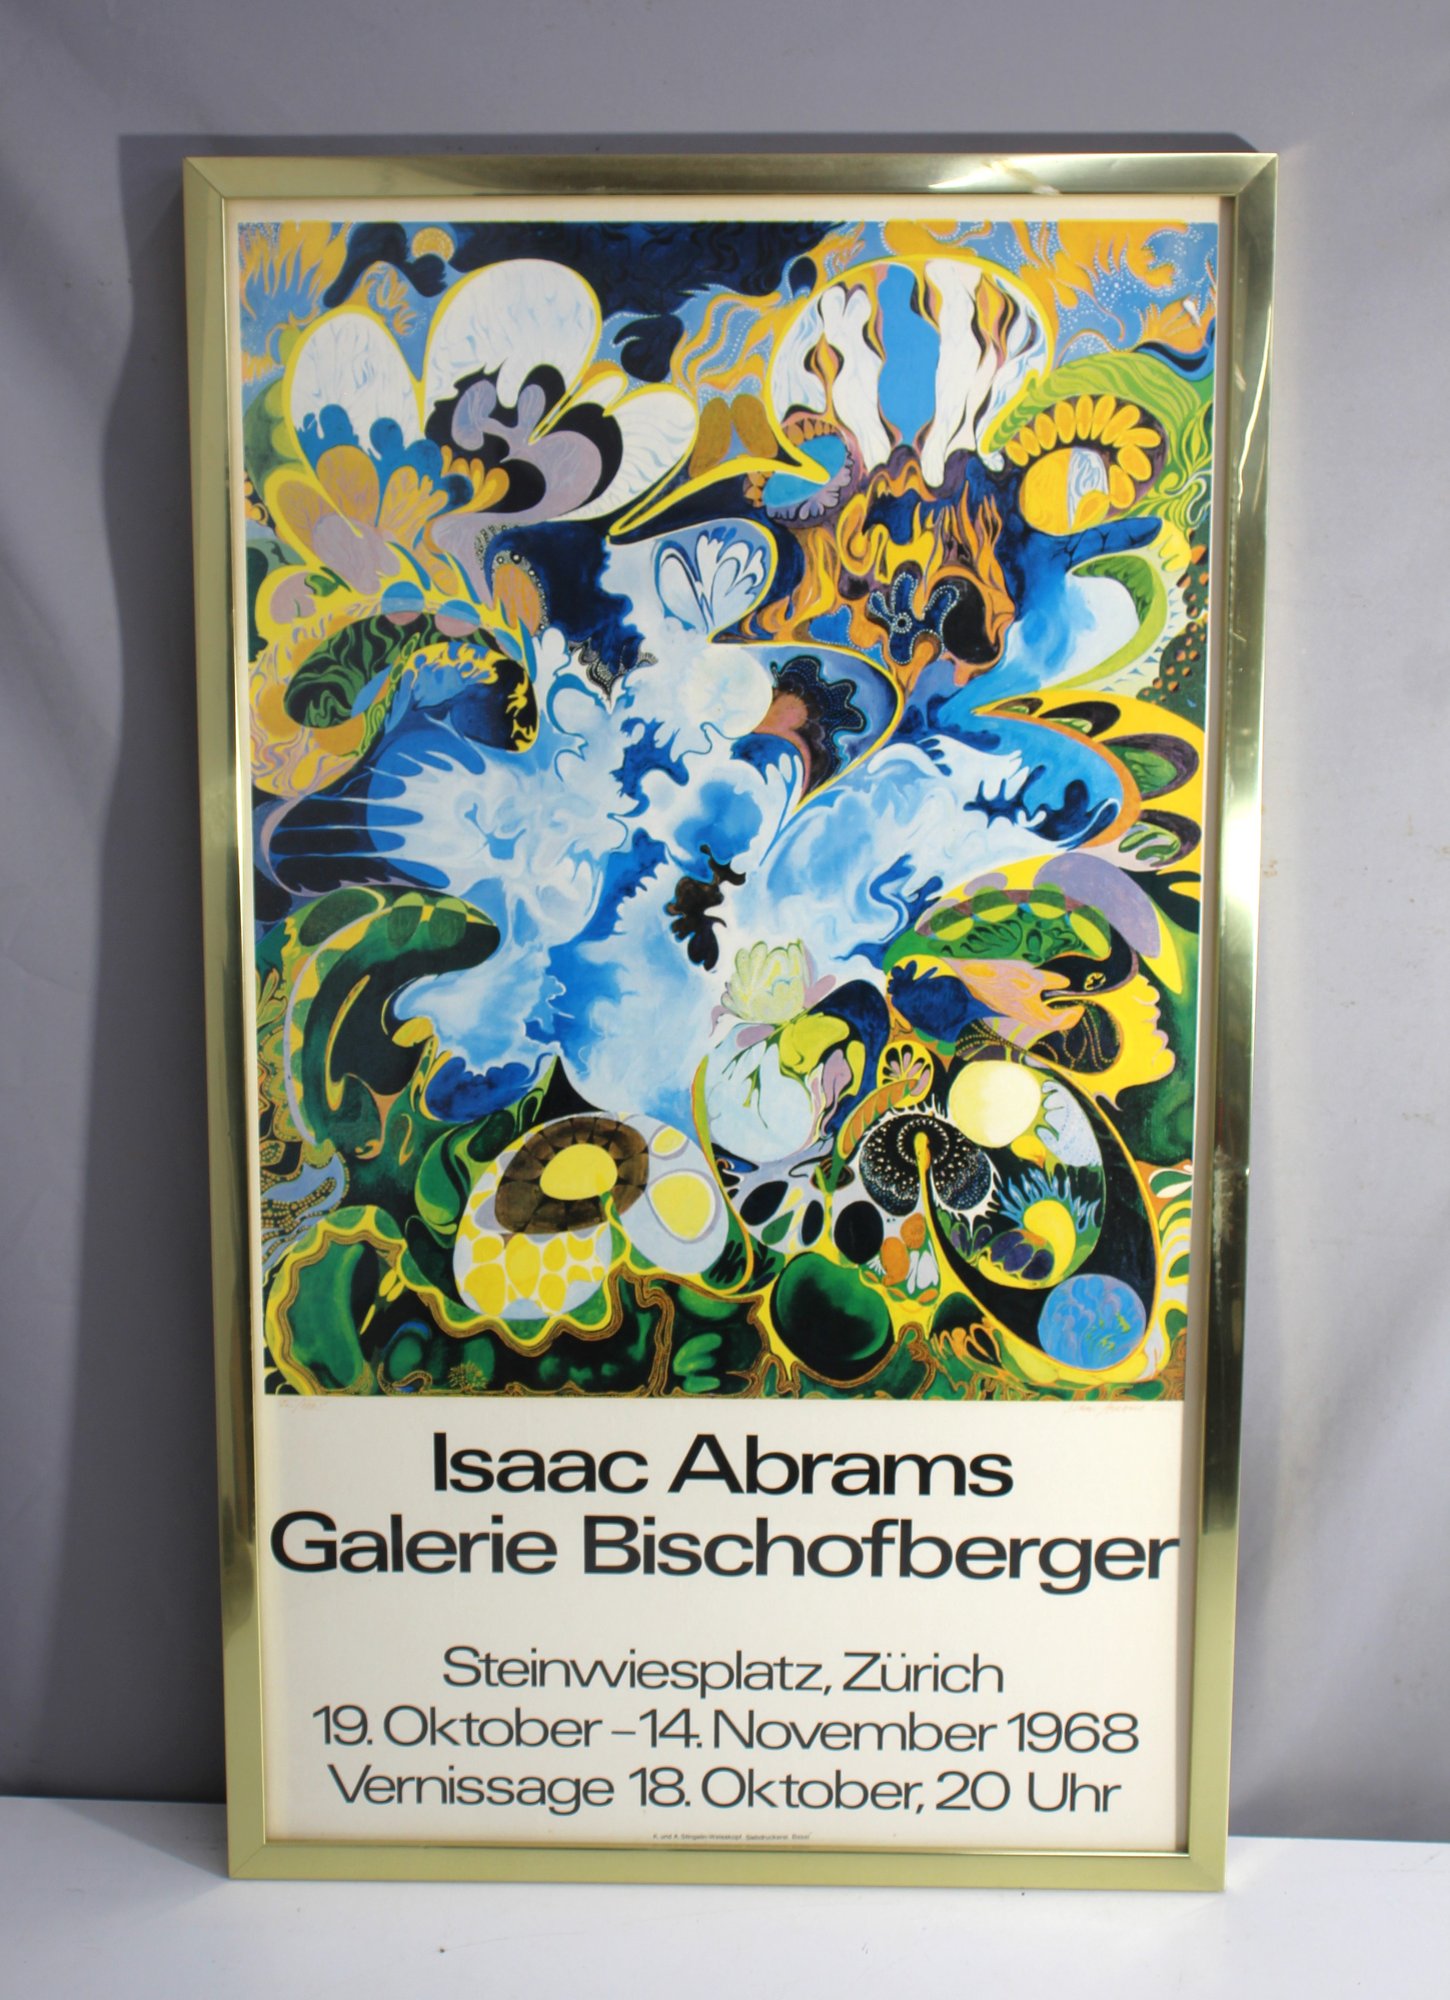 Isaac Abrams
Galerie Bischofberger
Steinwiesplatz, Zürich
19. Oktober – 14. November 1968
Vernissage 18. Oktober, 20 Uhr